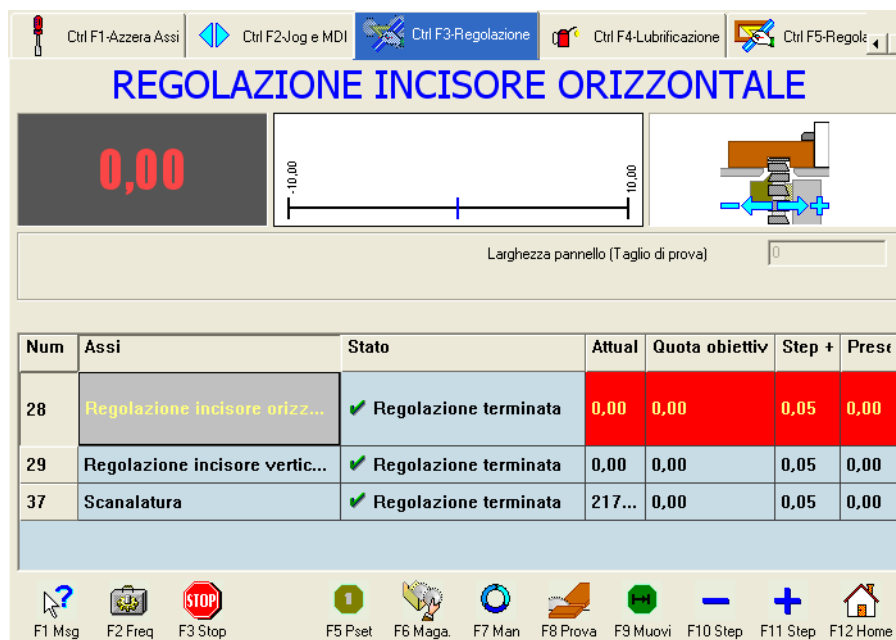 Ctrl F1-Azzera Assi Ctrl F2-Jog e MDI Ctrl F3-Regolazione Ctrl F4-Lubrificazione Ctrl F5-Regola
REGOLAZIONE INCISORE ORIZZONTALE
0,00
-10,00 10,00
Larghezza pannello (Taglio di prova) 0
Num Assi Stato Attual Quota obiettiv Step + Prese
28 Regolazione incisore orizz... Regolazione terminata 0,00 0,00 0,05 0,00
29 Regolazione incisore vertic... Regolazione terminata 0,00 0,00 0,05 0,00
37 Scanalatura Regolazione terminata 217... 0,00 0,05 0,00
STOP 1
F1 Msg F2 Freq F3 Stop F5 Pset F6 Maga. F7 Man F8 Prova F9 Muovi F10 Step F11 Step F12 Home